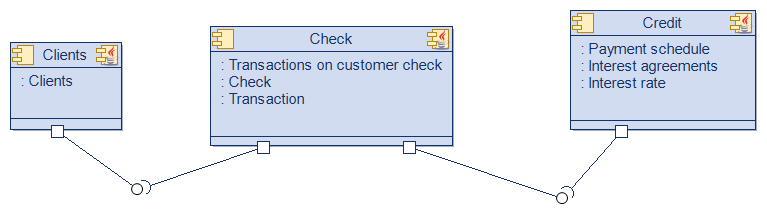 Clients
: Clients
Check
: Transactions on customer check
: Check
: Transaction
Credit
: Payment schedule
: Interest agreements
: Interest rate